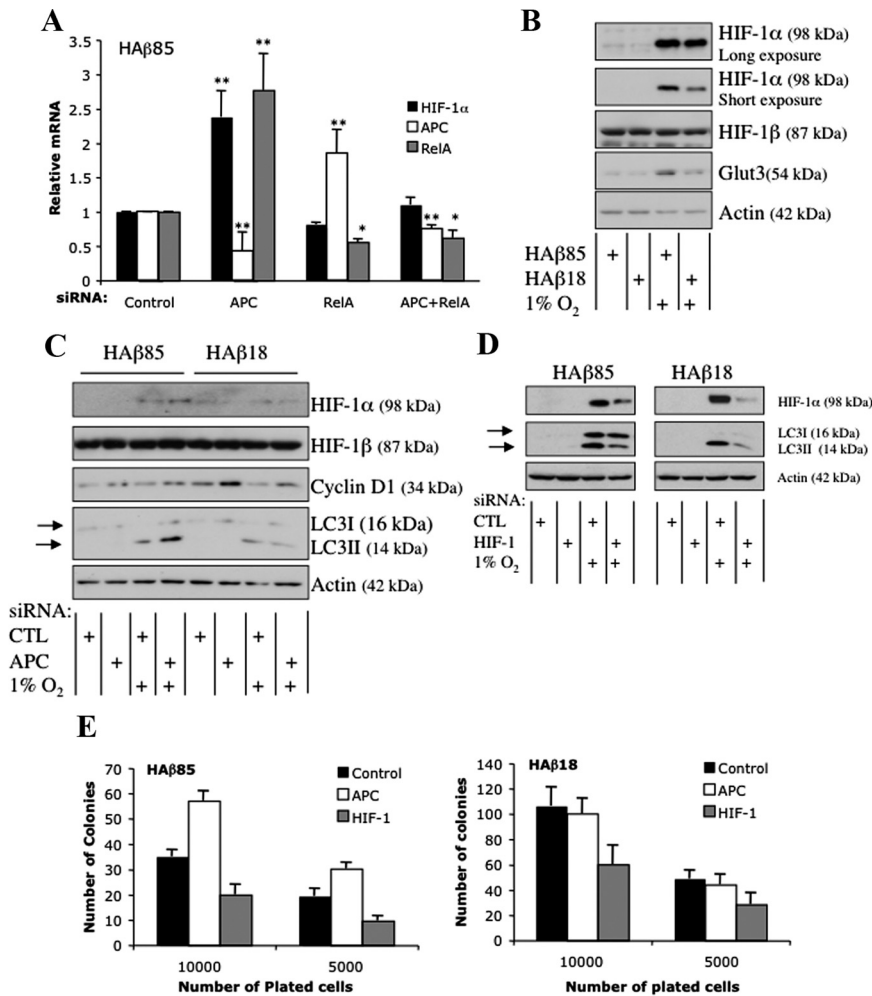 A
HAβ85
Relative mRNA
3.5
3
2.5
2
1.5
1
0.5
0
** ** ** ** * ** *
HIF-1α
APC
RelA
siRNA: Control APC RelA APC+RelA
B
HIF-1α (98 kDa)
Long exposure
HIF-1α (98 kDa)
Short exposure
HIF-1β (87 kDa)
Glut3(54 kDa)
Actin (42 kDa)
HAβ85 + +
HAβ18 + +
1% O2 + +
C
HAβ85 HAβ18
HIF-1α (98 kDa)
HIF-1β (87 kDa)
Cyclin D1 (34 kDa)
LC3I (16 kDa)
LC3II (14 kDa)
Actin (42 kDa)
siRNA:
CTL + + + +
APC + + + +
1% O2 + + + +
D
HAβ85 HAβ18
HIF-1α (98 kDa)
LC3I (16 kDa)
LC3II (14 kDa)
Actin (42 kDa)
siRNA:
CTL + + + +
HIF-1 + + + +
1% O2 + + + +
E
HAβ85
Number of Colonies
70
60
50
40
30
20
10
0
Control
APC
HIF-1
10000 5000
Number of Plated cells
HAβ18
Number of colonies
140
120
100
80
60
40
20
0
Control
APC
HIF-1
10000 5000
Number of plated cells